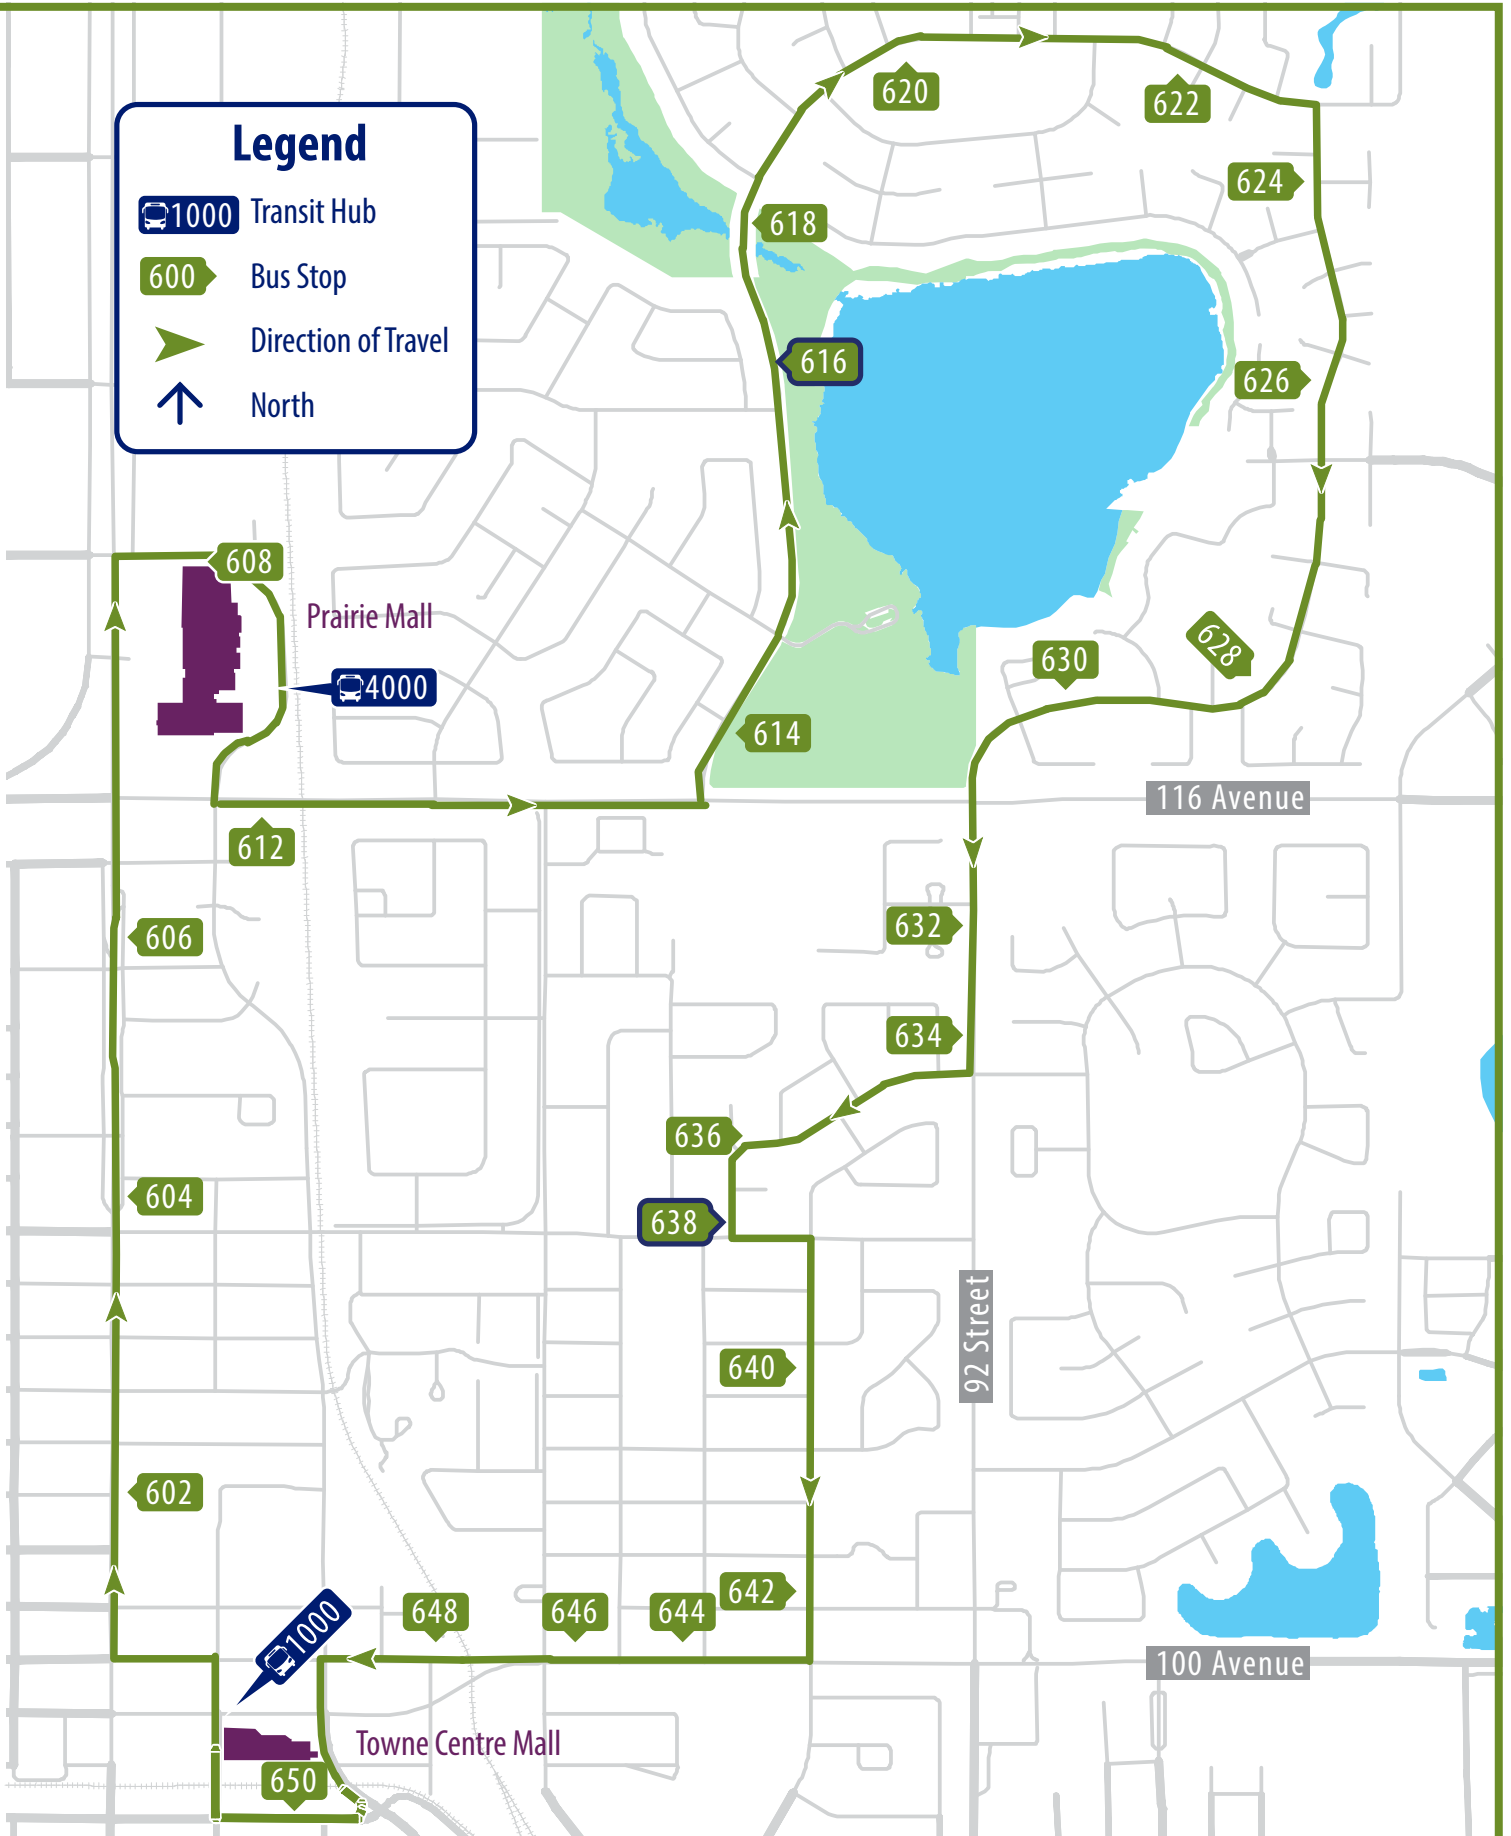 Legend
1000 Transit Hub
600 Bus Stop
Direction of Travel
North
620
622
624
618
616
626
608
Prairie Mall
4000
628
630
614
116 Avenue
612
606
632
634
636
604
638
92 Street
640
602
642
1000
648
646
644
100 Avenue
Towne Centre Mall
650